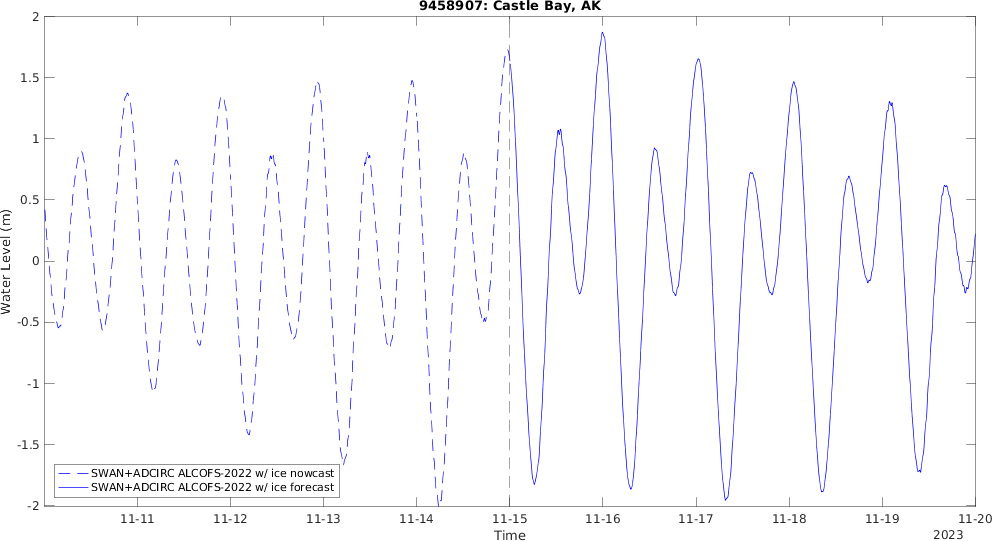 9458907: Castle Bay, AK
Water Level (m)
2
1.5
1
0.5
0
-0.5
-1
-1.5
-2
SWAN+ADCIRC ALCOFS-2022 w/ ice nowcast
SWAN+ADCIRC ALCOFS-2022 w/ ice forecast
11-11 11-12 11-13 11-14 11-15 11-16 11-17 11-18 11-19 11-20
Time
2023